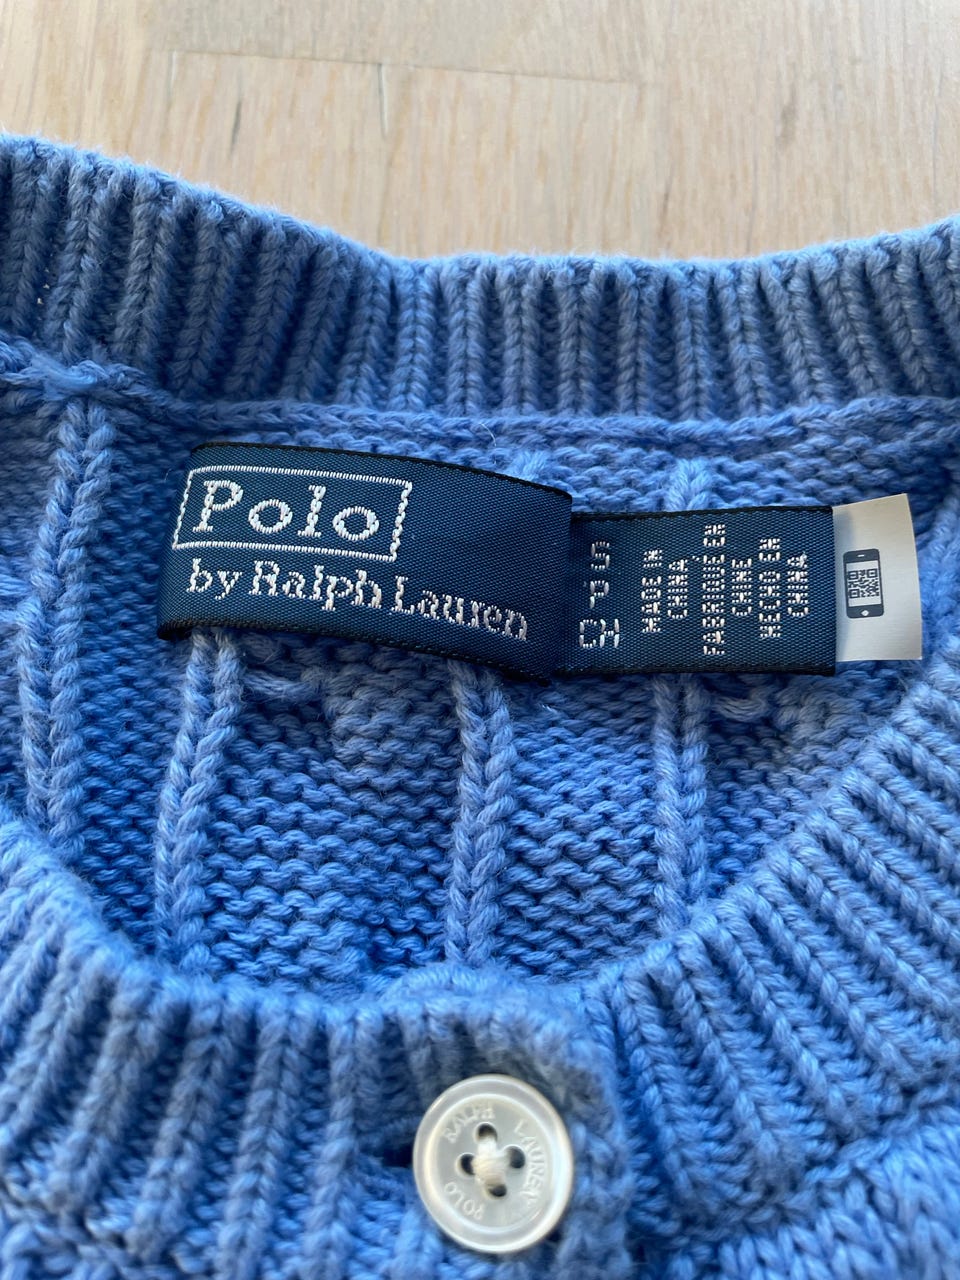 Polo
by Ralph Lauren
S
P
CH
MADE IN
CHINA
FABRIQUÉ EN
CHINE
HECHO EN
CHINA
RALPH LAUREN
POLO